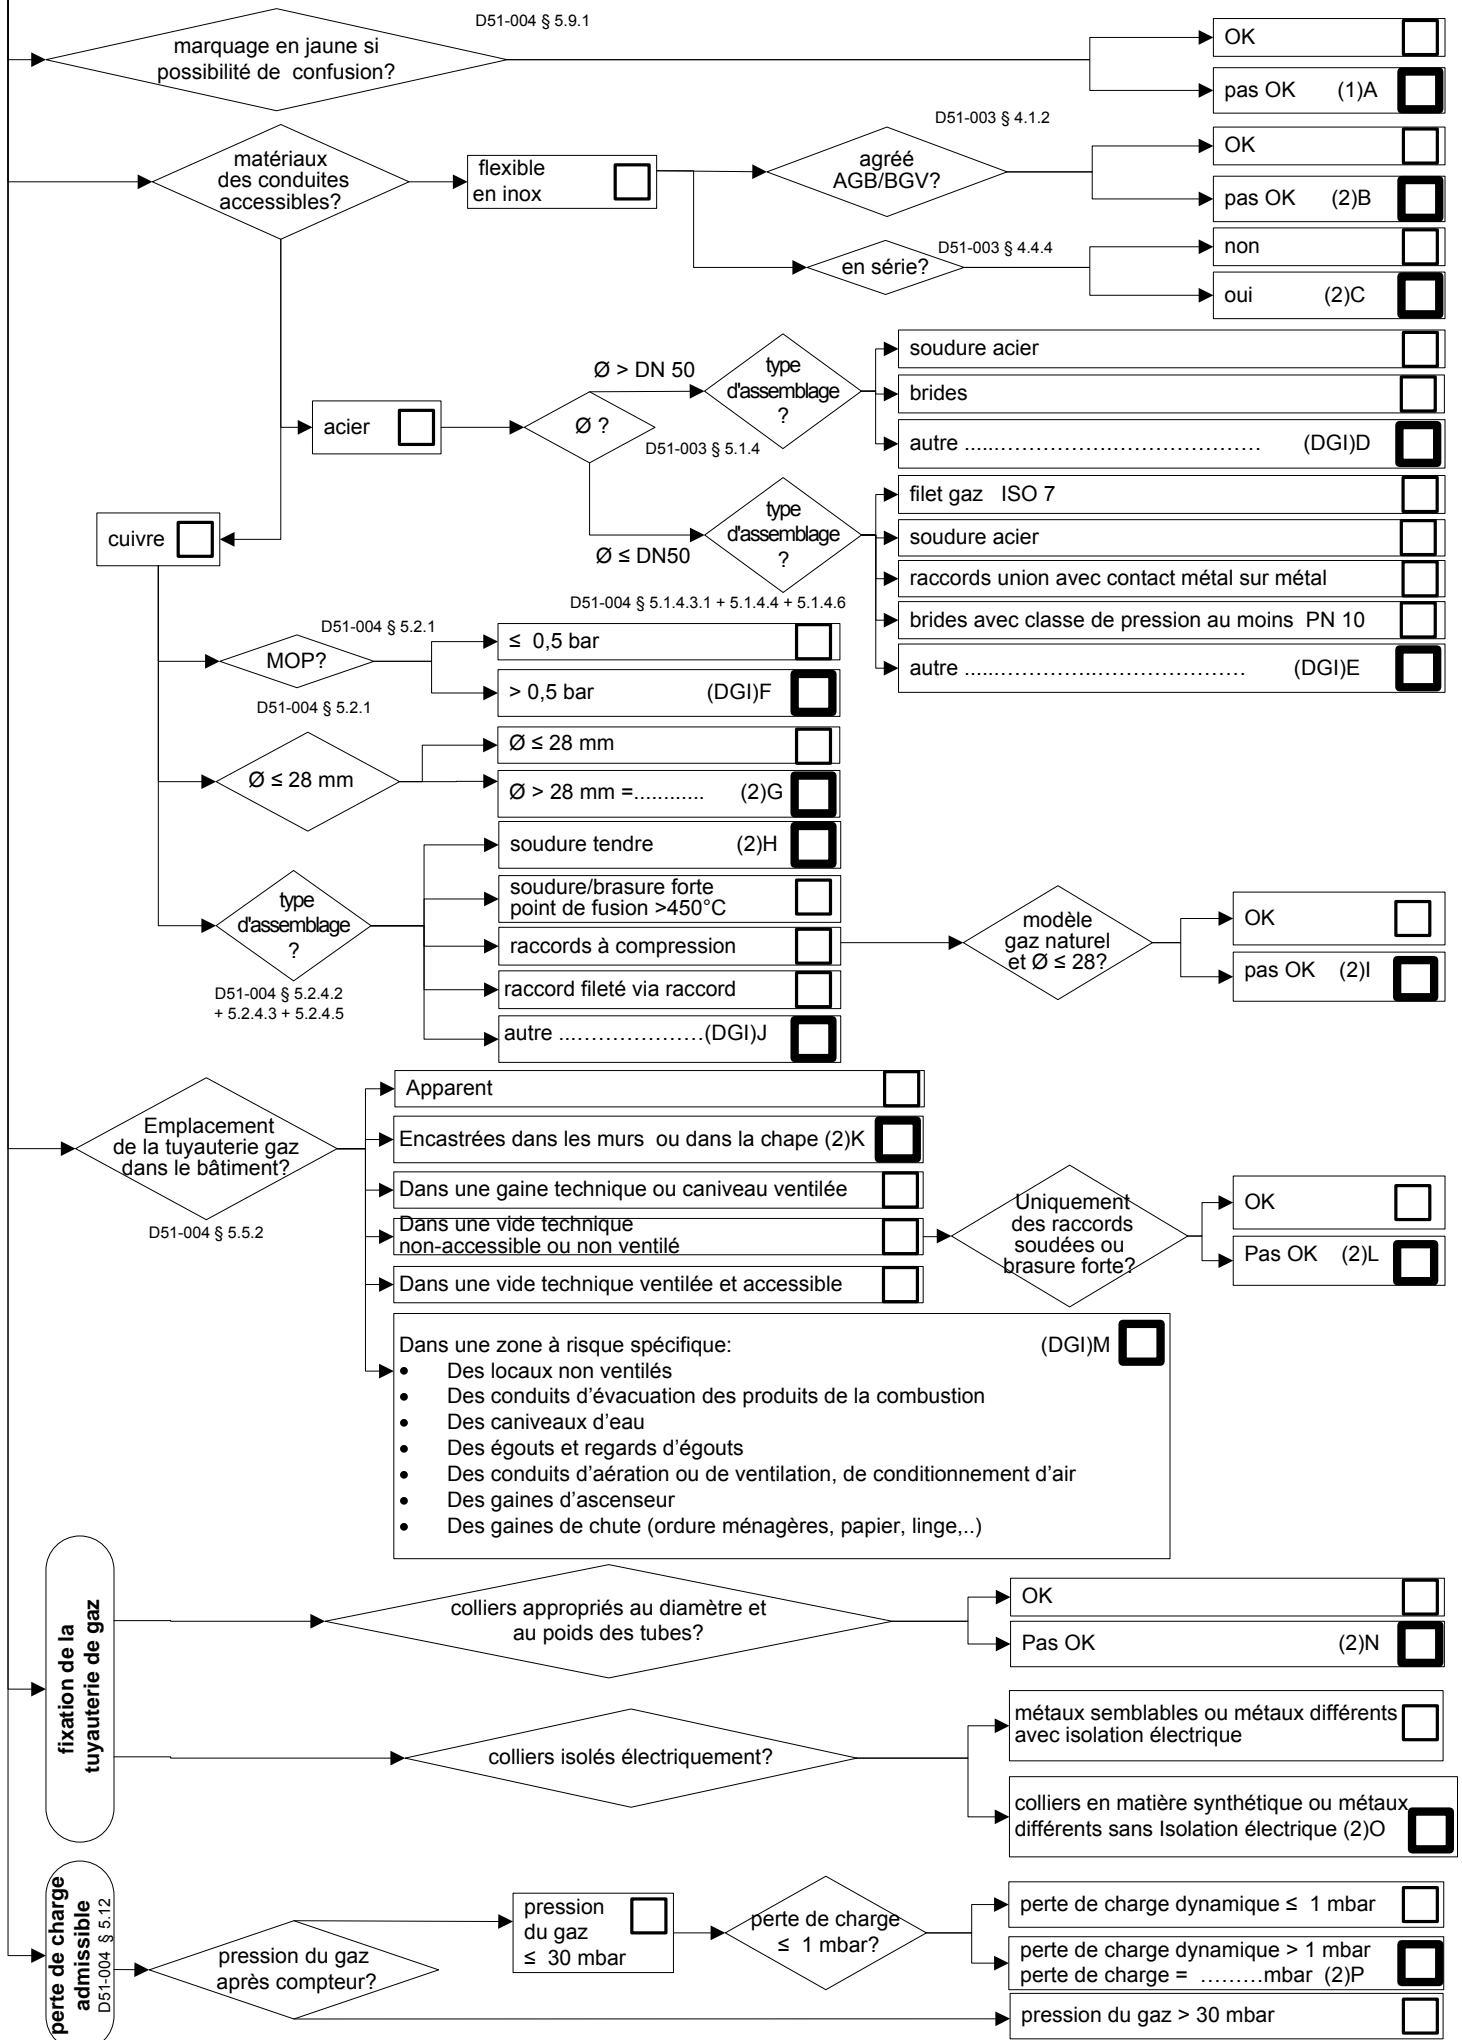 D51-004 § 5.9.1
marquage en jaune si
possibilité de confusion?
OK
pas OK (1)A
matériaux
des conduites
accessibles?
flexible
en inox
D51-003 § 4.1.2
agréé
AGB/BGV?
OK
pas OK (2)B
D51-003 § 4.4.4
en série?
non
oui (2)C
acier
Ø ?
D51-003 § 5.1.4
Ø > DN 50
type
d'assemblage
?
soudure acier
brides
autre ........................................ (DGI)D
Ø ≤ DN50
type
d'assemblage
?
D51-004 § 5.1.4.3.1 + 5.1.4.4 + 5.1.4.6
filet gaz ISO 7
soudure acier
raccords union avec contact métal sur métal
brides avec classe de pression au moins PN 10
autre ...................................... (DGI)E
cuivre
D51-004 § 5.2.1
MOP?
D51-004 § 5.2.1
≤ 0,5 bar
> 0,5 bar (DGI)F
Ø ≤ 28 mm
Ø ≤ 28 mm
Ø > 28 mm =............ (2)G
type
d'assemblage
?
D51-004 § 5.2.4.2
+ 5.2.4.3 + 5.2.4.5
soudure tendre (2)H
soudure/brasure forte
point de fusion >450°C
raccords à compression
raccord fileté via raccord
autre .....................(DGI)J
modèle
gaz naturel
et Ø ≤ 28?
OK
pas OK (2)I
Emplacement
de la tuyauterie gaz
dans le bâtiment?
D51-004 § 5.5.2
Apparent
Encastrées dans les murs ou dans la chape (2)K
Dans une gaine technique ou caniveau ventilée
Dans une vide technique
non-accessible ou non ventilé
Dans une vide technique ventilée et accessible
Uniquement
des raccords
soudées ou
brasure forte?
OK
Pas OK (2)L
Dans une zone à risque spécifique: (DGI)M
• Des locaux non ventilés
• Des conduits d’évacuation des produits de la combustion
• Des caniveaux d’eau
• Des égouts et regards d’égouts
• Des conduits d’aération ou de ventilation, de conditionnement d’air
• Des gaines d’ascenseur
• Des gaines de chute (ordure ménagères, papier, linge,..)
fixation de la
tuyauterie de gaz
colliers appropriés au diamètre et
au poids des tubes?
OK
Pas OK (2)N
colliers isolés électriquement?
métaux semblables ou métaux différents
avec isolation électrique
colliers en matière synthétique ou métaux
différents sans Isolation électrique (2)O
perte de charge
admissible
D51-004 § 5.12
pression du gaz
après compteur?
pression
du gaz
≤ 30 mbar
perte de charge
≤ 1 mbar?
perte de charge dynamique ≤ 1 mbar
perte de charge dynamique > 1 mbar
perte de charge = .........mbar (2)P
pression du gaz > 30 mbar